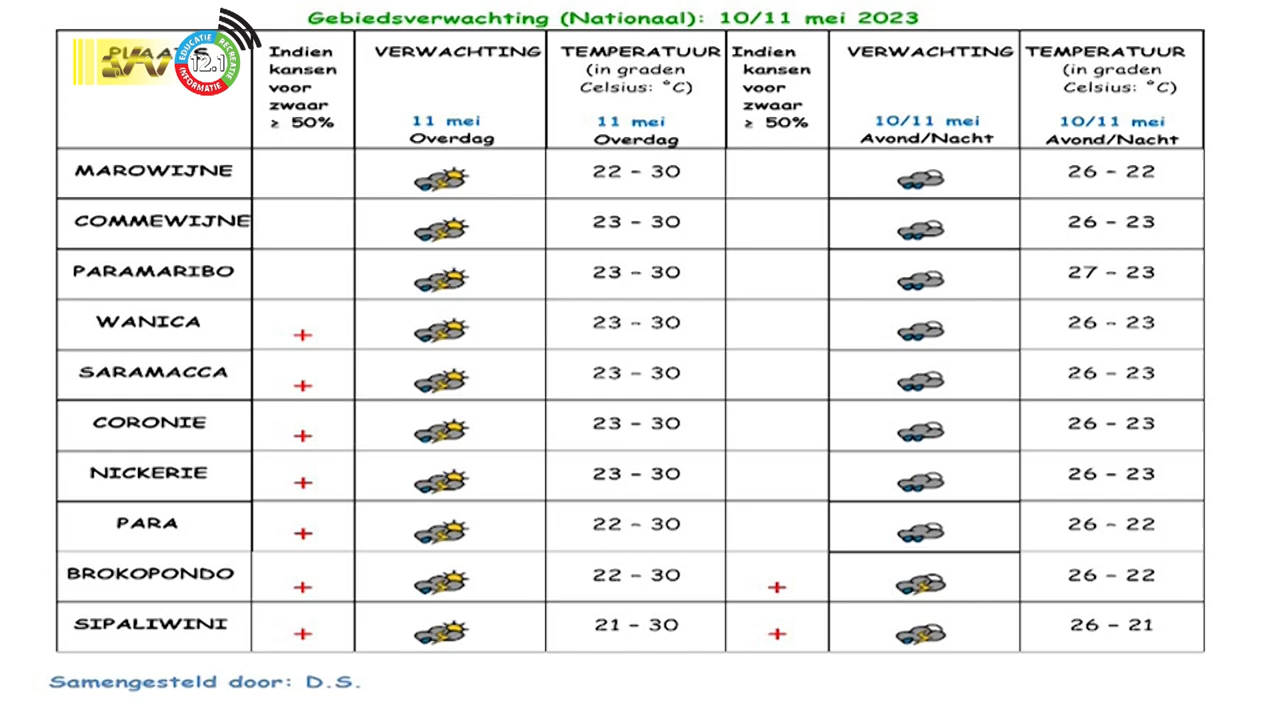 Gebiedsverwachting (Nationaal): 10/11 mei 2023
PLAATS
Indien kansen voor zwaar ≥ 50%
VERWACHTING
11 mei
Overdag
TEMPERATUUR
(in graden Celsius: °C)
11 mei
Overdag
Indien kansen voor zwaar ≥ 50%
VERWACHTING
10/11 mei
Avond/Nacht
TEMPERATUUR
(in graden Celsius: °C)
10/11 mei
Avond/Nacht
EDUCATIE
RECREATIE
INFORMATIE
12.1
MAROWIJNE 22 - 30 26 - 22
COMMEWIJNE 23 - 30 26 - 23
PARAMARIBO 23 - 30 27 - 23
WANICA + 23 - 30 26 - 23
SARAMACCA + 23 - 30 26 - 23
CORONIE + 23 - 30 26 - 23
NICKERIE + 23 - 30 26 - 23
PARA + 22 - 30 26 - 22
BROKOPONDO + 22 - 30 + 26 - 22
SIPALIWINI + 21 - 30 + 26 - 21
Samengesteld door: D.S.